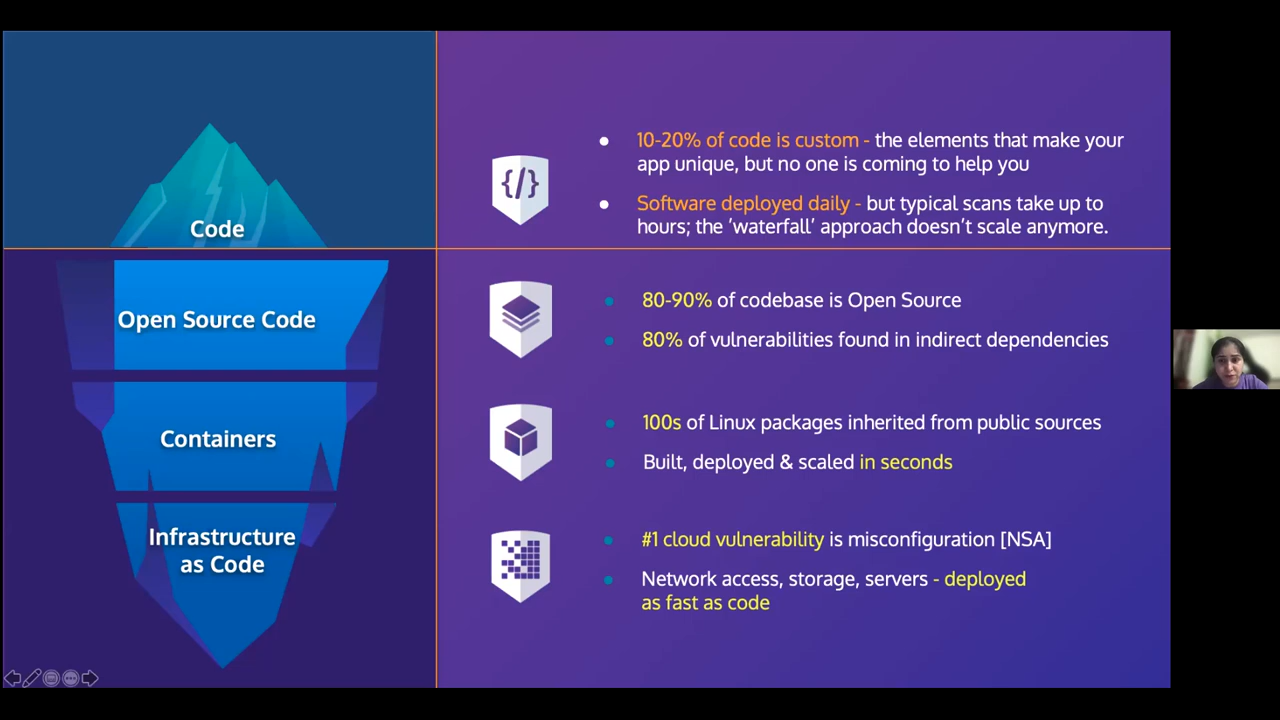 Code
10-20% of code is custom - the elements that make your
app unique, but no one is coming to help you
Software deployed daily - but typical scans take up to
hours; the ‘waterfall’ approach doesn’t scale anymore.
Open Source Code
80-90% of codebase is Open Source
80% of vulnerabilities found in indirect dependencies
Containers
100s of Linux packages inherited from public sources
Built, deployed & scaled in seconds
Infrastructure
as Code
#1 cloud vulnerability is misconfiguration [NSA]
Network access, storage, servers - deployed
as fast as code